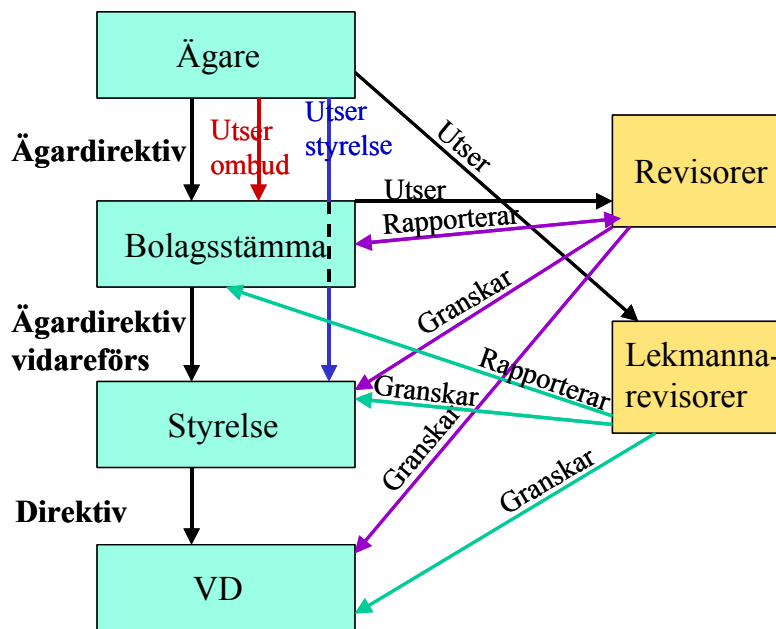 Ägare
Utser
ombud
Utser
styrelse
Ägardirektiv
Utser
Utser
Revisorer
Rapporterar
Bolagsstämma
Granskar
Ägardirektiv
vidareförs
Rapporterar
Lekmanna-
revisorer
Granskar
Styrelse
Granskar
Granskar
Direktiv
VD